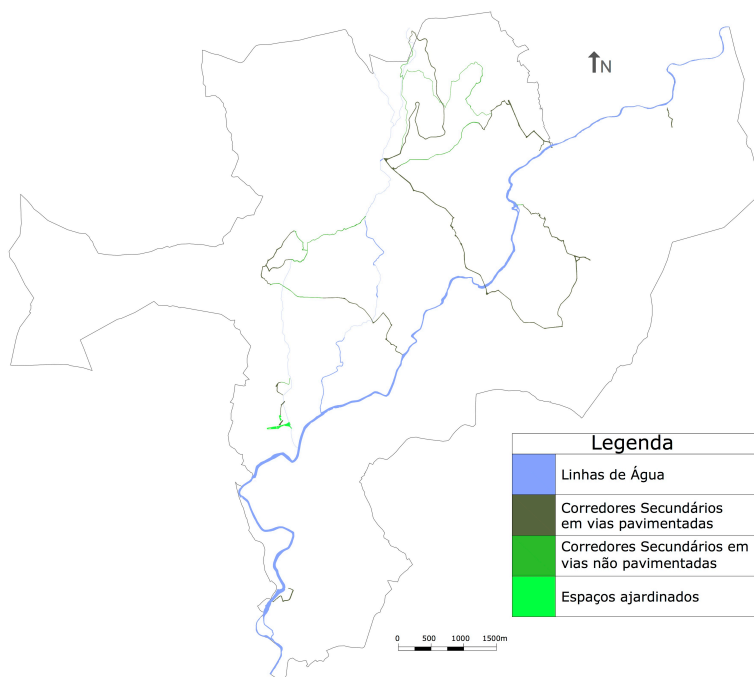 N
Legenda
Linhas de Água
Corredores Secundários
em vias pavimentadas
Corredores Secundários em
vias não pavimentadas
Espaços ajardinados
0 500 1000 1500m